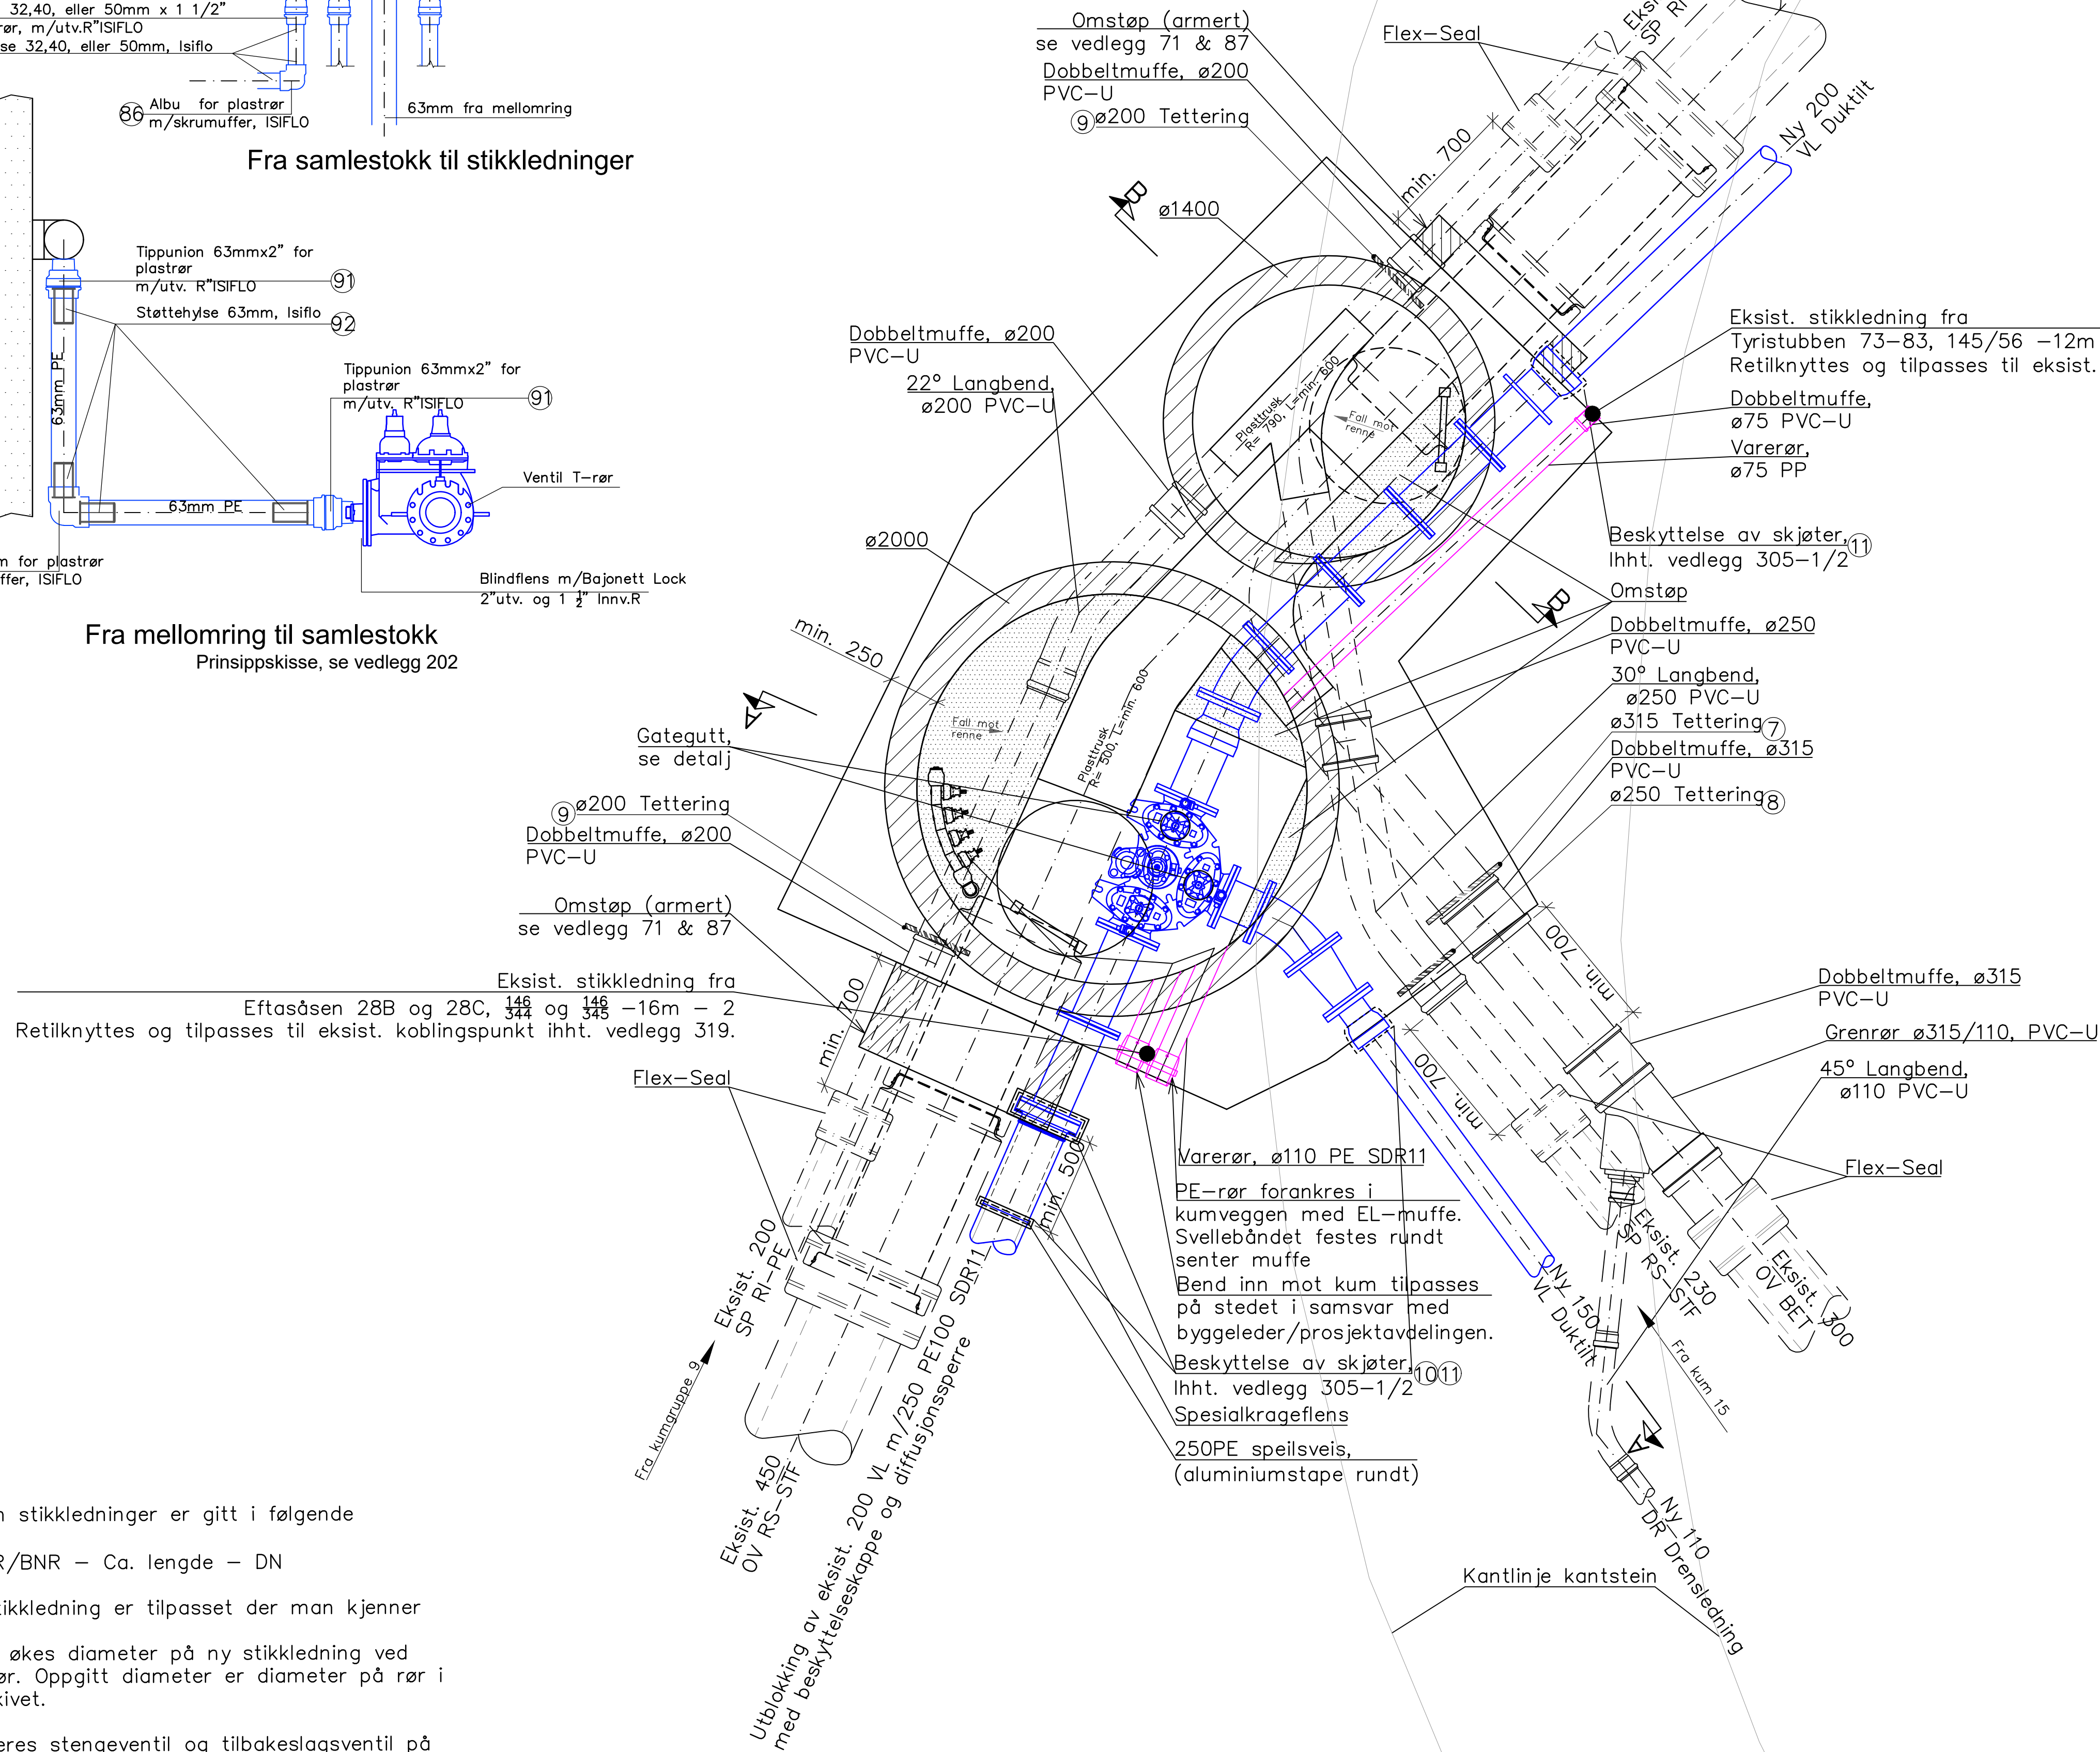 32,40, eller 50mm x 1 1/2”
m/utv.R”ISIFLO
32,40, eller 50mm, Isiflo
86 Albu for plastrør
m/skrumuffer, ISIFLO
63mm fra mellomring
Fra samlestokk til stikkledninger
Tippunion 63mmx2” for
plastrør
m/utv. R”ISIFLO 91
Støttehylse 63mm, Isiflo 92
63mm PE
Tippunion 63mmx2” for
plastrør
m/utv. R”ISIFLO 91
Ventil T-rør
63mm PE
for plastrør
ISIFLO
Blindflens m/Bajonett Lock
2”utv. og 1 1/2” Innv.R
Fra mellomring til samlestokk
Prinsippskisse, se vedlegg 202
Omstøp (armert)
se vedlegg 71 & 87
Dobbeltmuffe, ø200
PVC-U
9 ø200 Tettering
Flex-Seal
Ny 200
VL Duktilt
min. 700
B
ø1400
Dobbeltmuffe, ø200
PVC-U
22° Langbend,
ø200 PVC-U
Plasttrusk
R= 790, L=min. 600
Fall mot
renne
Eksist. stikkledning fra
Tyristubben 73-83, 145/56 -12m
Retilknyttes og tilpasses til eksist.
Dobbeltmuffe,
ø75 PVC-U
Varerør,
ø75 PP
Beskyttelse av skjøter, 11
Ihht. vedlegg 305-1/2
B
Omstøp
Dobbeltmuffe, ø250
PVC-U
30° Langbend,
ø250 PVC-U
ø315 Tettering 7
Dobbeltmuffe, ø315
PVC-U
ø250 Tettering 8
ø2000
min. 250
A
Fall mot
renne
Plasttrusk
R= 500, L=min. 600
Gategutt,
se detalj
9 ø200 Tettering
Dobbeltmuffe, ø200
PVC-U
Omstøp (armert)
se vedlegg 71 & 87
Eksist. stikkledning fra
Eftasåsen 28B og 28C, 146/344 og 146/345 -16m - 2
Retilknyttes og tilpasses til eksist. koblingspunkt ihht. vedlegg 319.
min. 700
Flex-Seal
min. 700
min. 700
Dobbeltmuffe, ø315
PVC-U
Grenrør ø315/110, PVC-U
45° Langbend,
ø110 PVC-U
Flex-Seal
min. 500
Varerør, ø110 PE SDR11
PE-rør forankres i
kumveggen med EL-muffe.
Svellebåndet festes rundt
senter muffe
Bend inn mot kum tilpasses
på stedet i samsvar med
byggeleder/prosjektavdelingen.
Beskyttelse av skjøter, 10 11
Ihht. vedlegg 305-1/2
Spesialkrageflens
250PE speilsveis,
(aluminiumstape rundt)
Fra kumgruppe 9
Eksist. 200
SP RI-PE
Eksist. 450
OV RS-STF
Utblokking av eksist. 200 VL m/250 PE100 SDR11
med beskyttelseskappe og diffusjonssperre
Ny 150
VL Duktilt
Eksist. 230
SP RS-STF
Eksist. 300
OV BET
Fra kum 15
A
Ny 110
DR Drensledning
Kantlinje kantstein
stikkledninger er gitt i følgende
/BNR - Ca. lengde - DN
er tilpasset der man kjenner
økes diameter på ny stikkledning ved
Oppgitt diameter er diameter på rør i
stengeventil og tilbakeslagsventil på